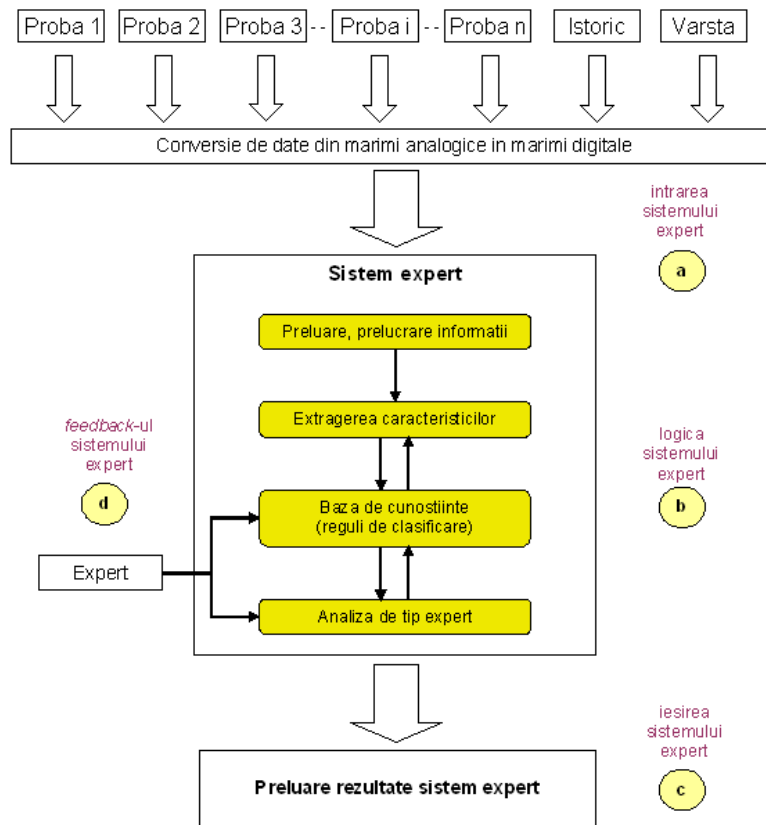 Proba 1 Proba 2 Proba 3 -- Proba i -- Proba n Istoric Varsta
Conversie de date din marimi analogice in marimi digitale
intrarea
sistemului
expert
a
Sistem expert
Preluare, prelucrare informatii
Extragerea caracteristicilor
feedback-ul
sistemului
expert
d
logica
sistemului
expert
b
Baza de cunostiinte
(reguli de clasificare)
Expert
Analiza de tip expert
iesirea
sistemului
expert
c
Preluare rezultate sistem expert